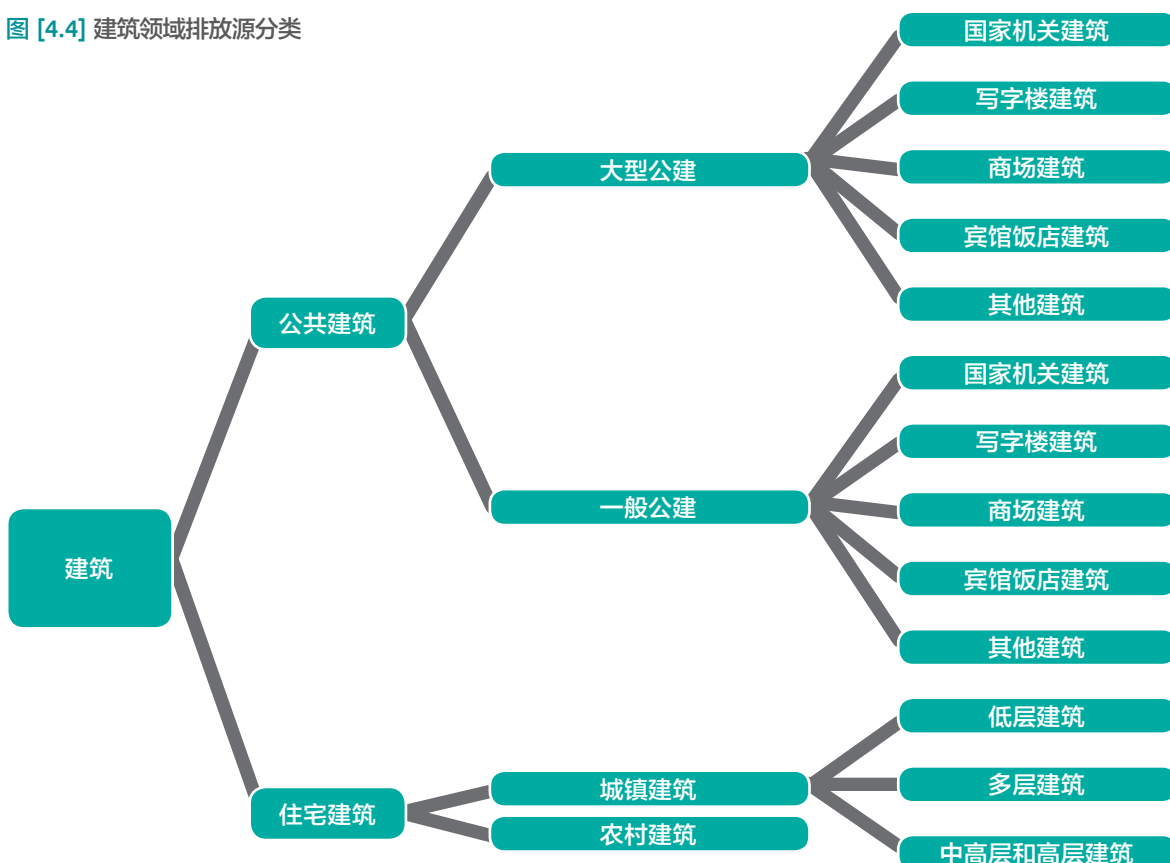 图 [4.4] 建筑领域排放源分类
建筑
公共建筑
大型公建
国家机关建筑
写字楼建筑
商场建筑
宾馆饭店建筑
其他建筑
一般公建
国家机关建筑
写字楼建筑
商场建筑
宾馆饭店建筑
其他建筑
住宅建筑
城镇建筑
低层建筑
多层建筑
中高层和高层建筑
农村建筑